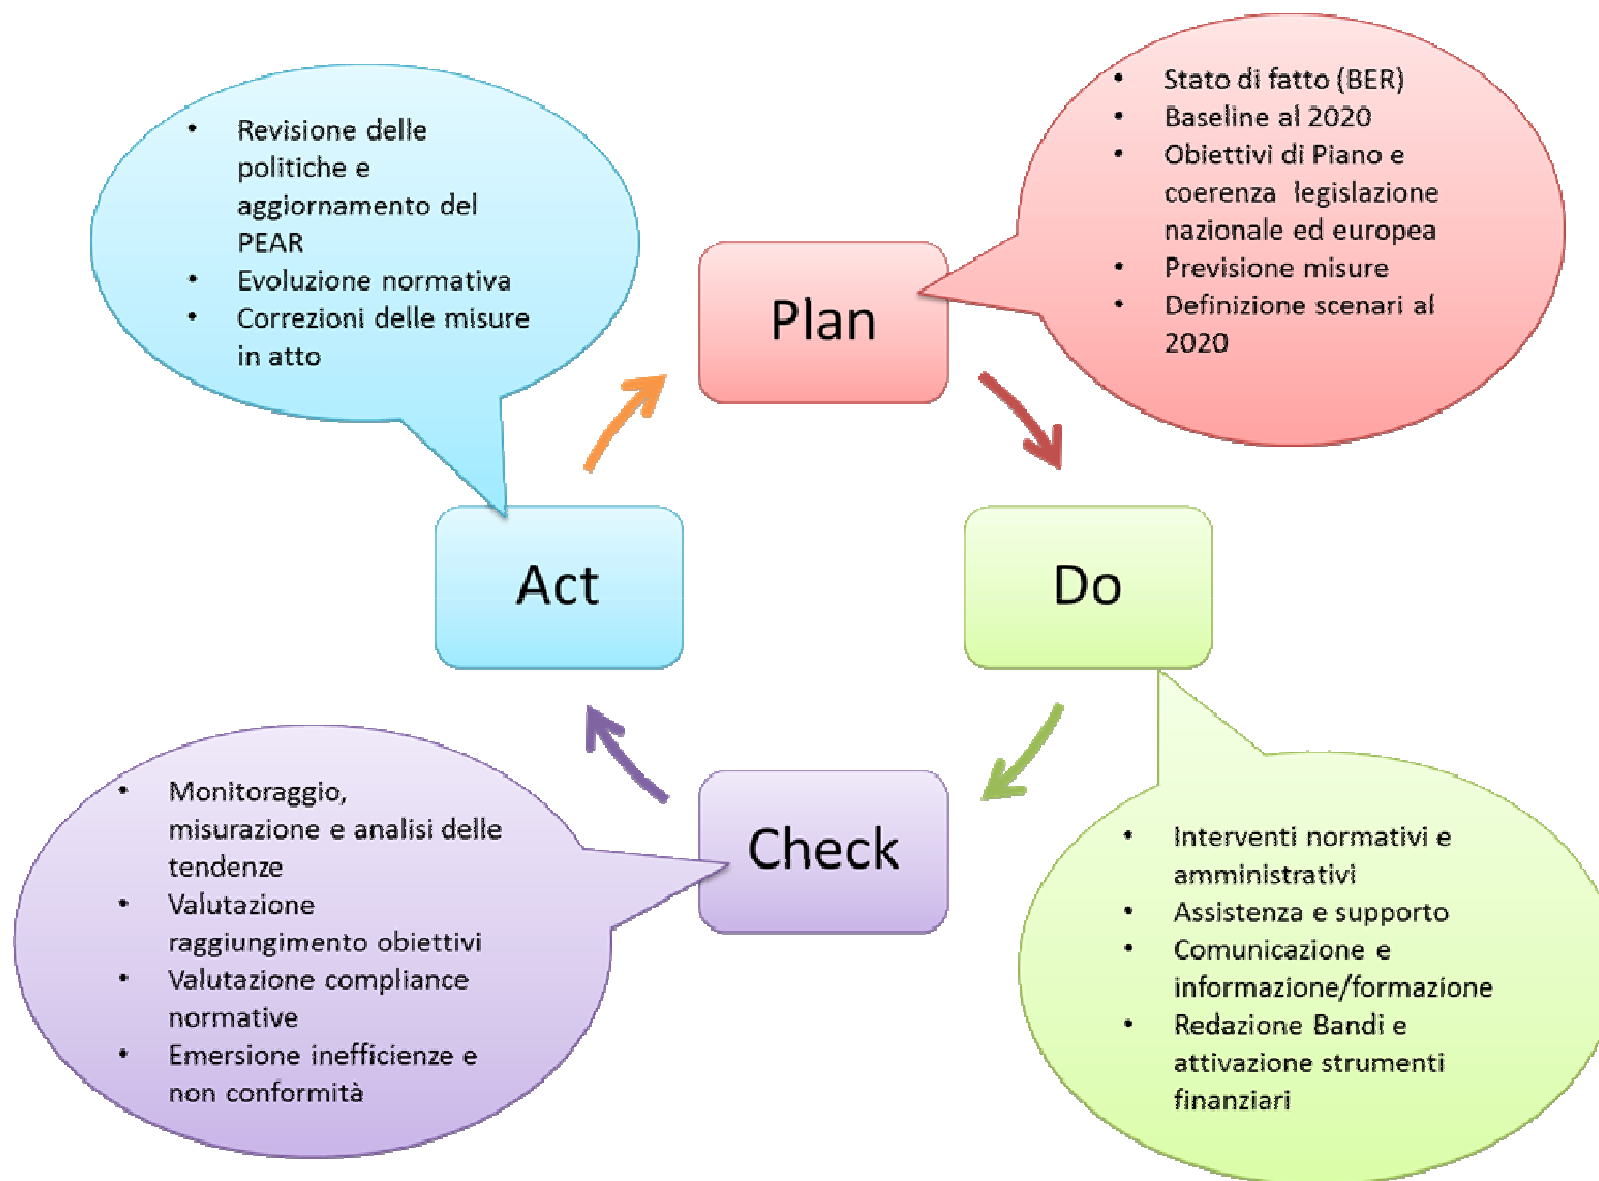 Plan
• Stato di fatto (BER)
• Baseline al 2020
• Obiettivi di Piano e
coerenza legislazione
nazionale ed europea
• Previsione misure
• Definizione scenari al
2020
Do
• Interventi normativi e
amministrativi
• Assistenza e supporto
• Comunicazione e
informazione/formazione
• Redazione Bandi e
attivazione strumenti
finanziari
Check
• Monitoraggio,
misurazione e analisi delle
tendenze
• Valutazione
raggiungimento obiettivi
• Valutazione compliance
normative
• Emersione inefficienze e
non conformità
Act
• Revisione delle
politiche e
aggiornamento del
PEAR
• Evoluzione normativa
• Correzioni delle misure
in atto